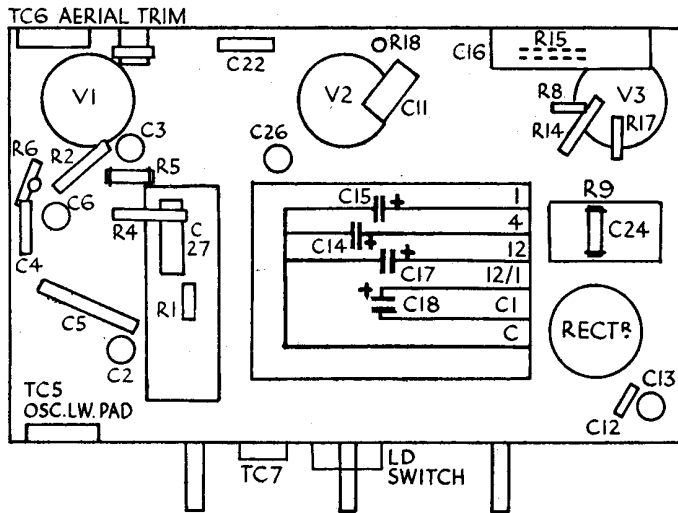 TC6 AERIAL TRIM
C22
R18
C16
R15
V1
V2
C11
R8
V3
R14
R17
C3
R2
R6
R5
C26
C6
R4
C
27
C4
R1
C5
C2
C15 +
1
4
C14 +
12
C17
12/1
+
C18
C1
C
R9
C24
RECTR.
C13
C12
TC5
OSC.LW.PAD
TC7
LD
SWITCH